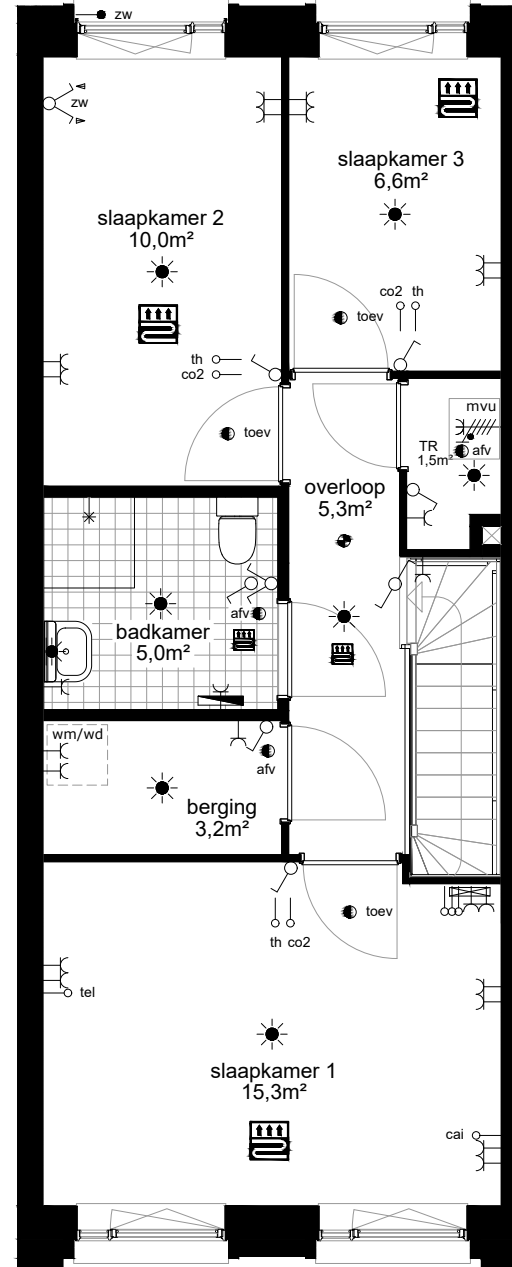 zw
zw
slaapkamer 3
6,6m²
slaapkamer 2
10,0m²
co2 th
toev
th
co2
mvu
toev
TR
1,5m²
afv
overloop
5,3m²
afv
badkamer
5,0m²
wm/wd
afv
berging
3,2m²
toev
th co2
tel
slaapkamer 1
15,3m²
cai